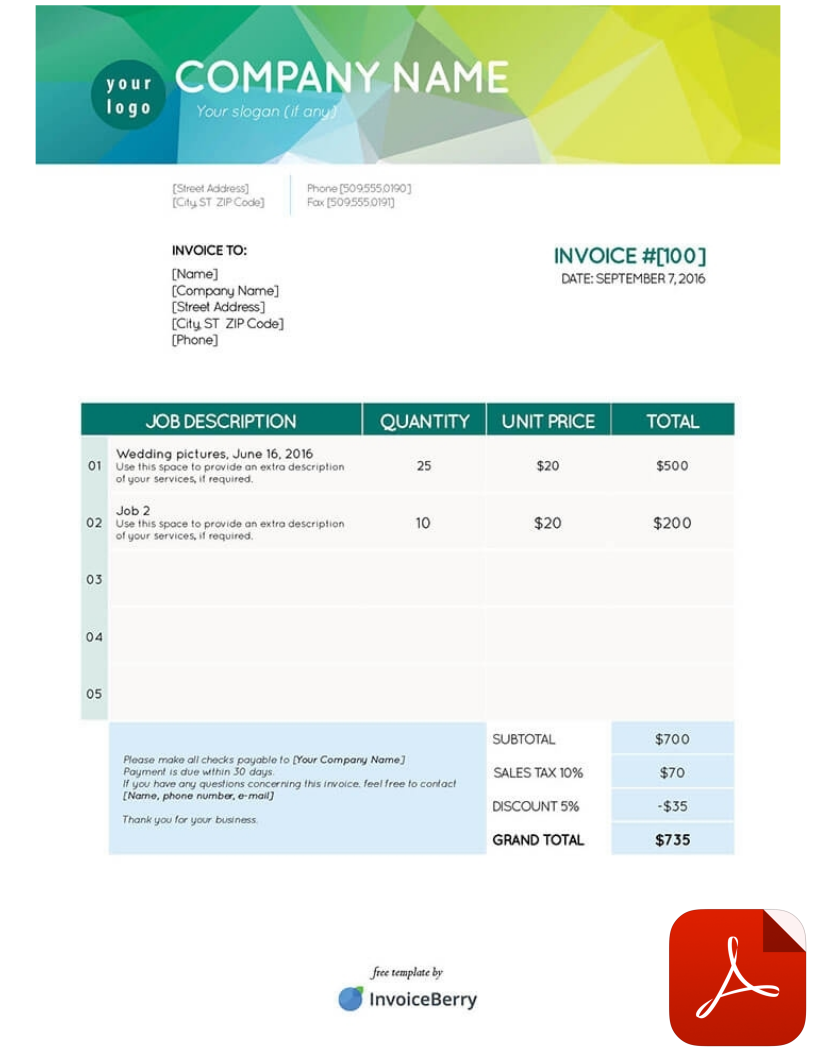 your
logo
COMPANY NAME
Your slogan (if any)
[Street Address]
[City, ST ZIP Code]
Phone [509.555.0190]
Fax [509.555.0191]
INVOICE TO:
[Name]
[Company Name]
[Street Address]
[City, ST ZIP Code]
[Phone]
INVOICE #[100]
DATE: SEPTEMBER 7, 2016
JOB DESCRIPTION QUANTITY UNIT PRICE TOTAL
01 Wedding pictures, June 16, 2016 25 $20 $500
Use this space to provide an extra description
of your services, if required.
02 Job 2 10 $20 $200
Use this space to provide an extra description
of your services, if required.
03
04
05
Please make all checks payable to [Your Company Name]
Payment is due within 30 days.
If you have any questions concerning this invoice, feel free to contact
[Name, phone number, e-mail]
Thank you for your business.
SUBTOTAL $700
SALES TAX 10% $70
DISCOUNT 5% -$35
GRAND TOTAL $735
free template by
InvoiceBerry